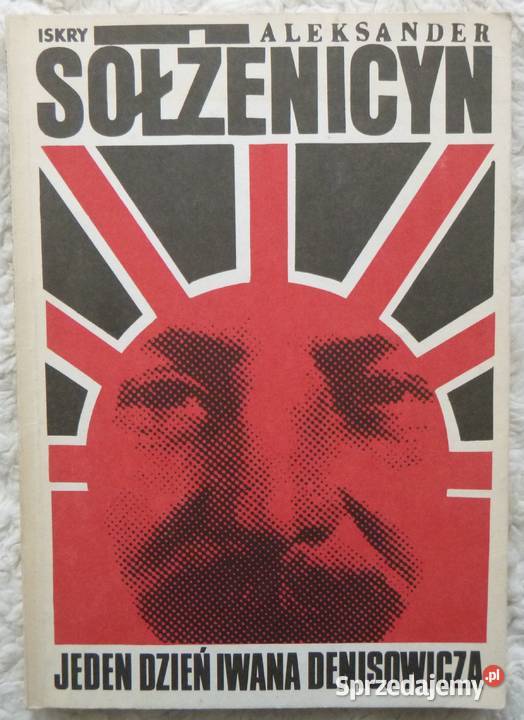 ISKRY ALEKSANDER
SOŁŻENICYN
JEDEN DZIEŃ IWANA DENISOWICZA
Sprzedajemy.pl